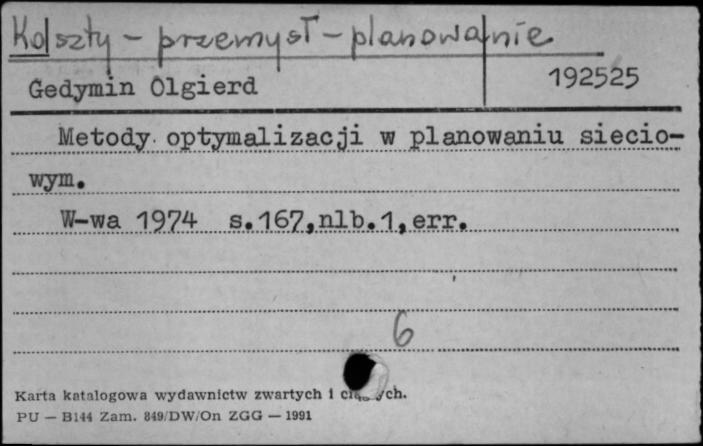 Koszty - przemysł - planowanie
Gedymin Olgierd 192525
Metody optymalizacji w planowaniu siecio-
wym.
W-wa 1974 s.167,nlb.1,err.
6
Karta katalogowa wydawnictw zwartych i
PU — B144 Zam. 849/DW/On ZGG — 1991